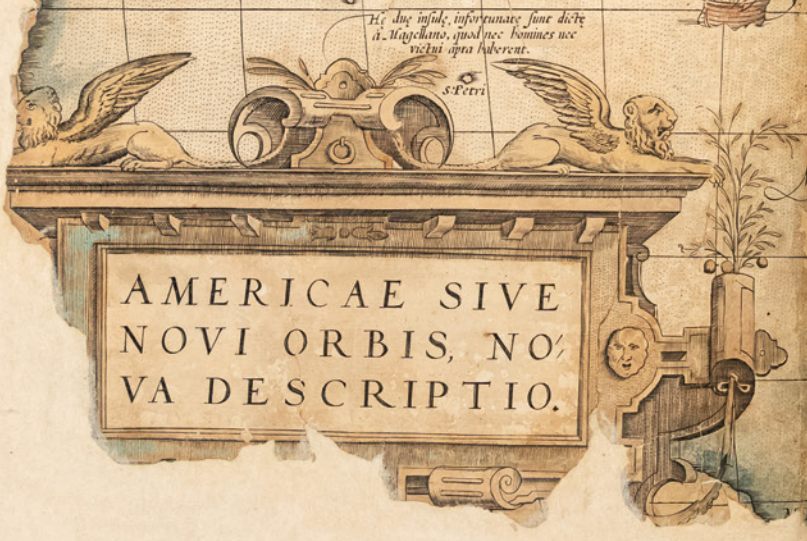 Hę duę insulę, infortunatę sunt dictę
á Magellano, quod nec homines nec
victui apta haberent.
S. Petri
AMERICAE SIVE
NOVI ORBIS, NO⸗
VA DESCRIPTIO.